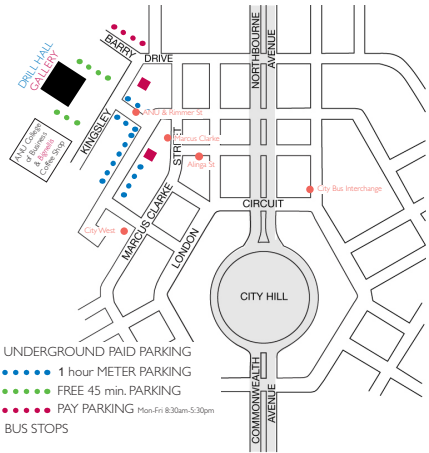 BARRY
DRIVE
NORTHBOURNE
AVENUE
DRILL HALL
GALLERY
KINGSLEY
STREET
ANU & Rimmer St
Marcus Clarke
Alinga St
ANU College
of Business
& Bignells
Coffee Shop
City Bus Interchange
CIRCUIT
City West
MARCUS CLARKE
LONDON
CITY HILL
UNDERGROUND PAID PARKING
1 hour METER PARKING
FREE 45 min. PARKING
PAY PARKING Mon-Fri 8:30am-5:30pm
BUS STOPS
COMMONWEALTH
AVENUE